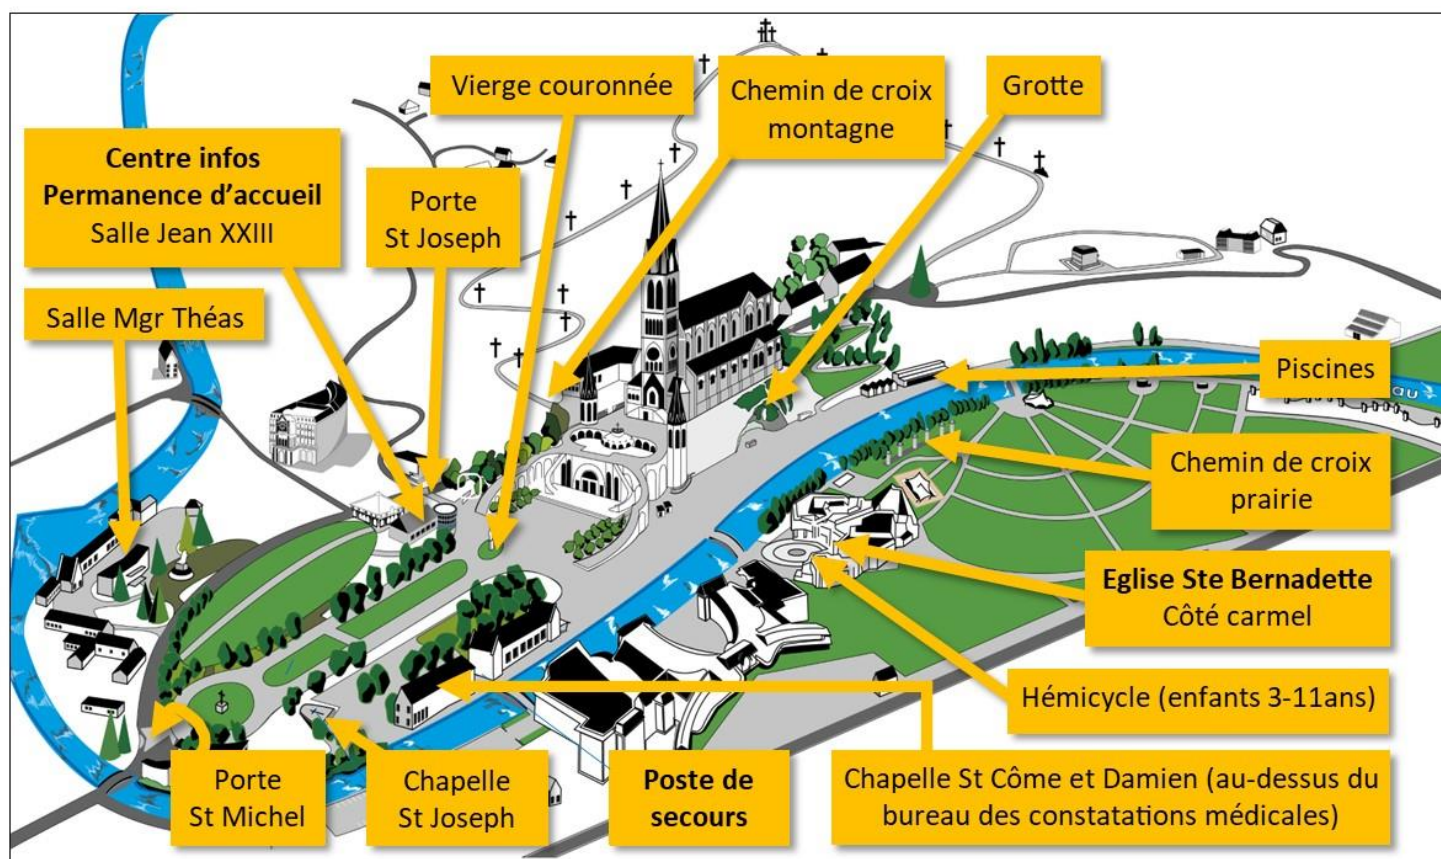 Vierge couronnée
Chemin de croix
montagne
Grotte
Centre infos
Permanence d'accueil
Salle Jean XXIII
Porte
St Joseph
Salle Mgr Théas
Piscines
au
Chemin de croix
prairie
Eglise Ste Bernadette
Côté carmel
Hémicycle (enfants 3-11ans)
Porte
St Michel
Chapelle
St Joseph
Poste de
secours
Chapelle St Côme et Damien (au-dessus du
bureau des constatations médicales)